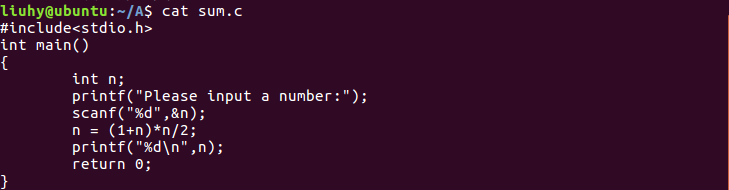 liuhy@ubuntu:~/A$ cat sum.c
#include<stdio.h>
int main()
{
        int n;
        printf("Please input a number:");
        scanf("%d",&n);
        n = (1+n)*n/2;
        printf("%d\n",n);
        return 0;
}